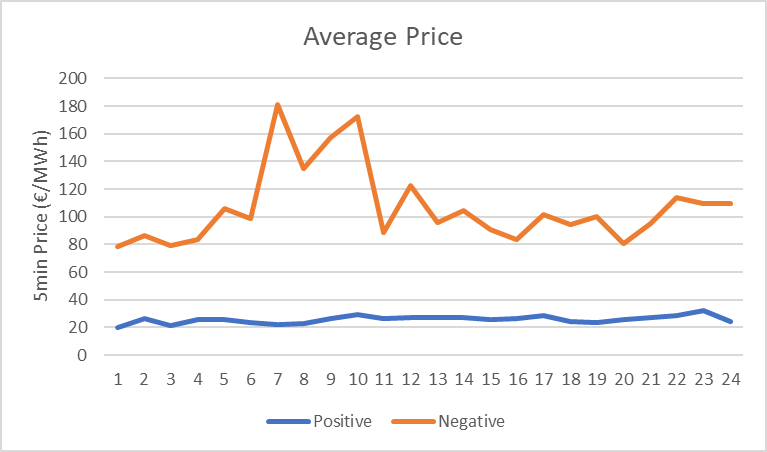 Average Price
5min Price (€/MWh)
200
180
160
140
120
100
80
60
40
20
0
1 2 3 4 5 6 7 8 9 10 11 12 13 14 15 16 17 18 19 20 21 22 23 24
Positive Negative